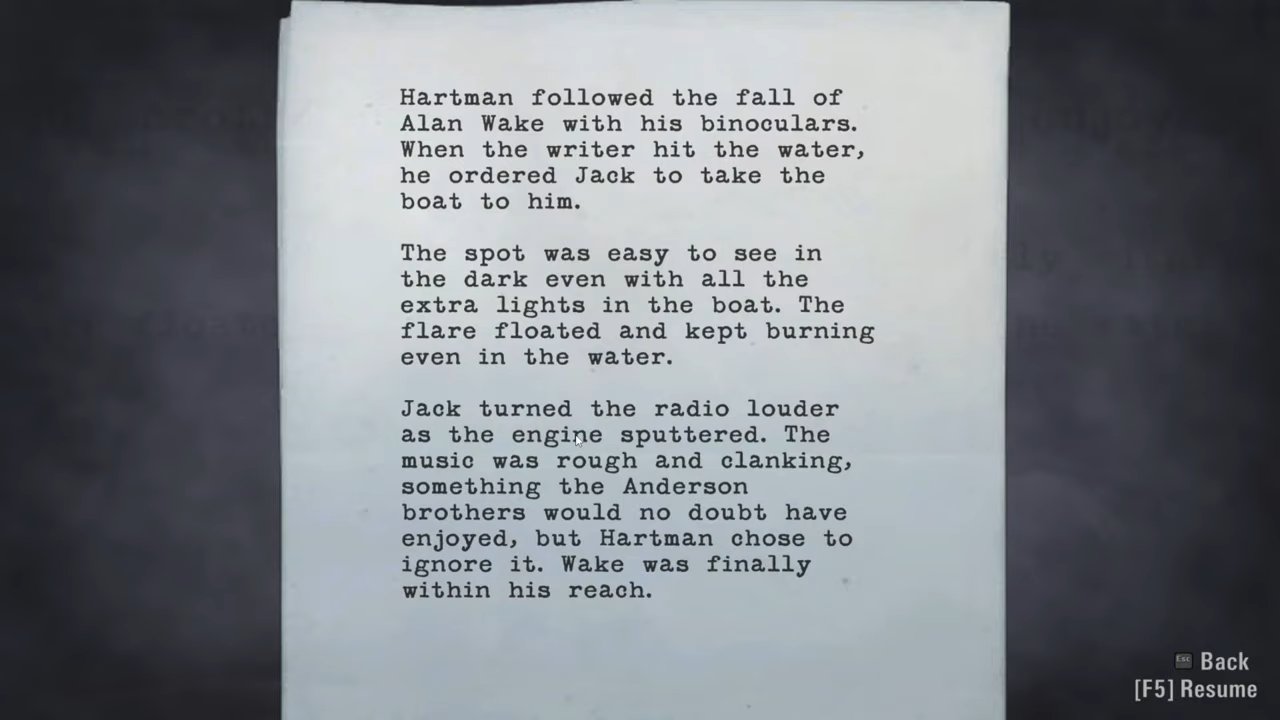 Hartman followed the fall of
Alan Wake with his binoculars.
When the writer hit the water,
he ordered Jack to take the
boat to him.
The spot was easy to see in
the dark even with all the
extra lights in the boat. The
flare floated and kept burning
even in the water.
Jack turned the radio louder
as the engine sputtered. The
music was rough and clanking,
something the Anderson
brothers would no doubt have
enjoyed, but Hartman chose to
ignore it. Wake was finally
within his reach.
Esc Back
[F5] Resume